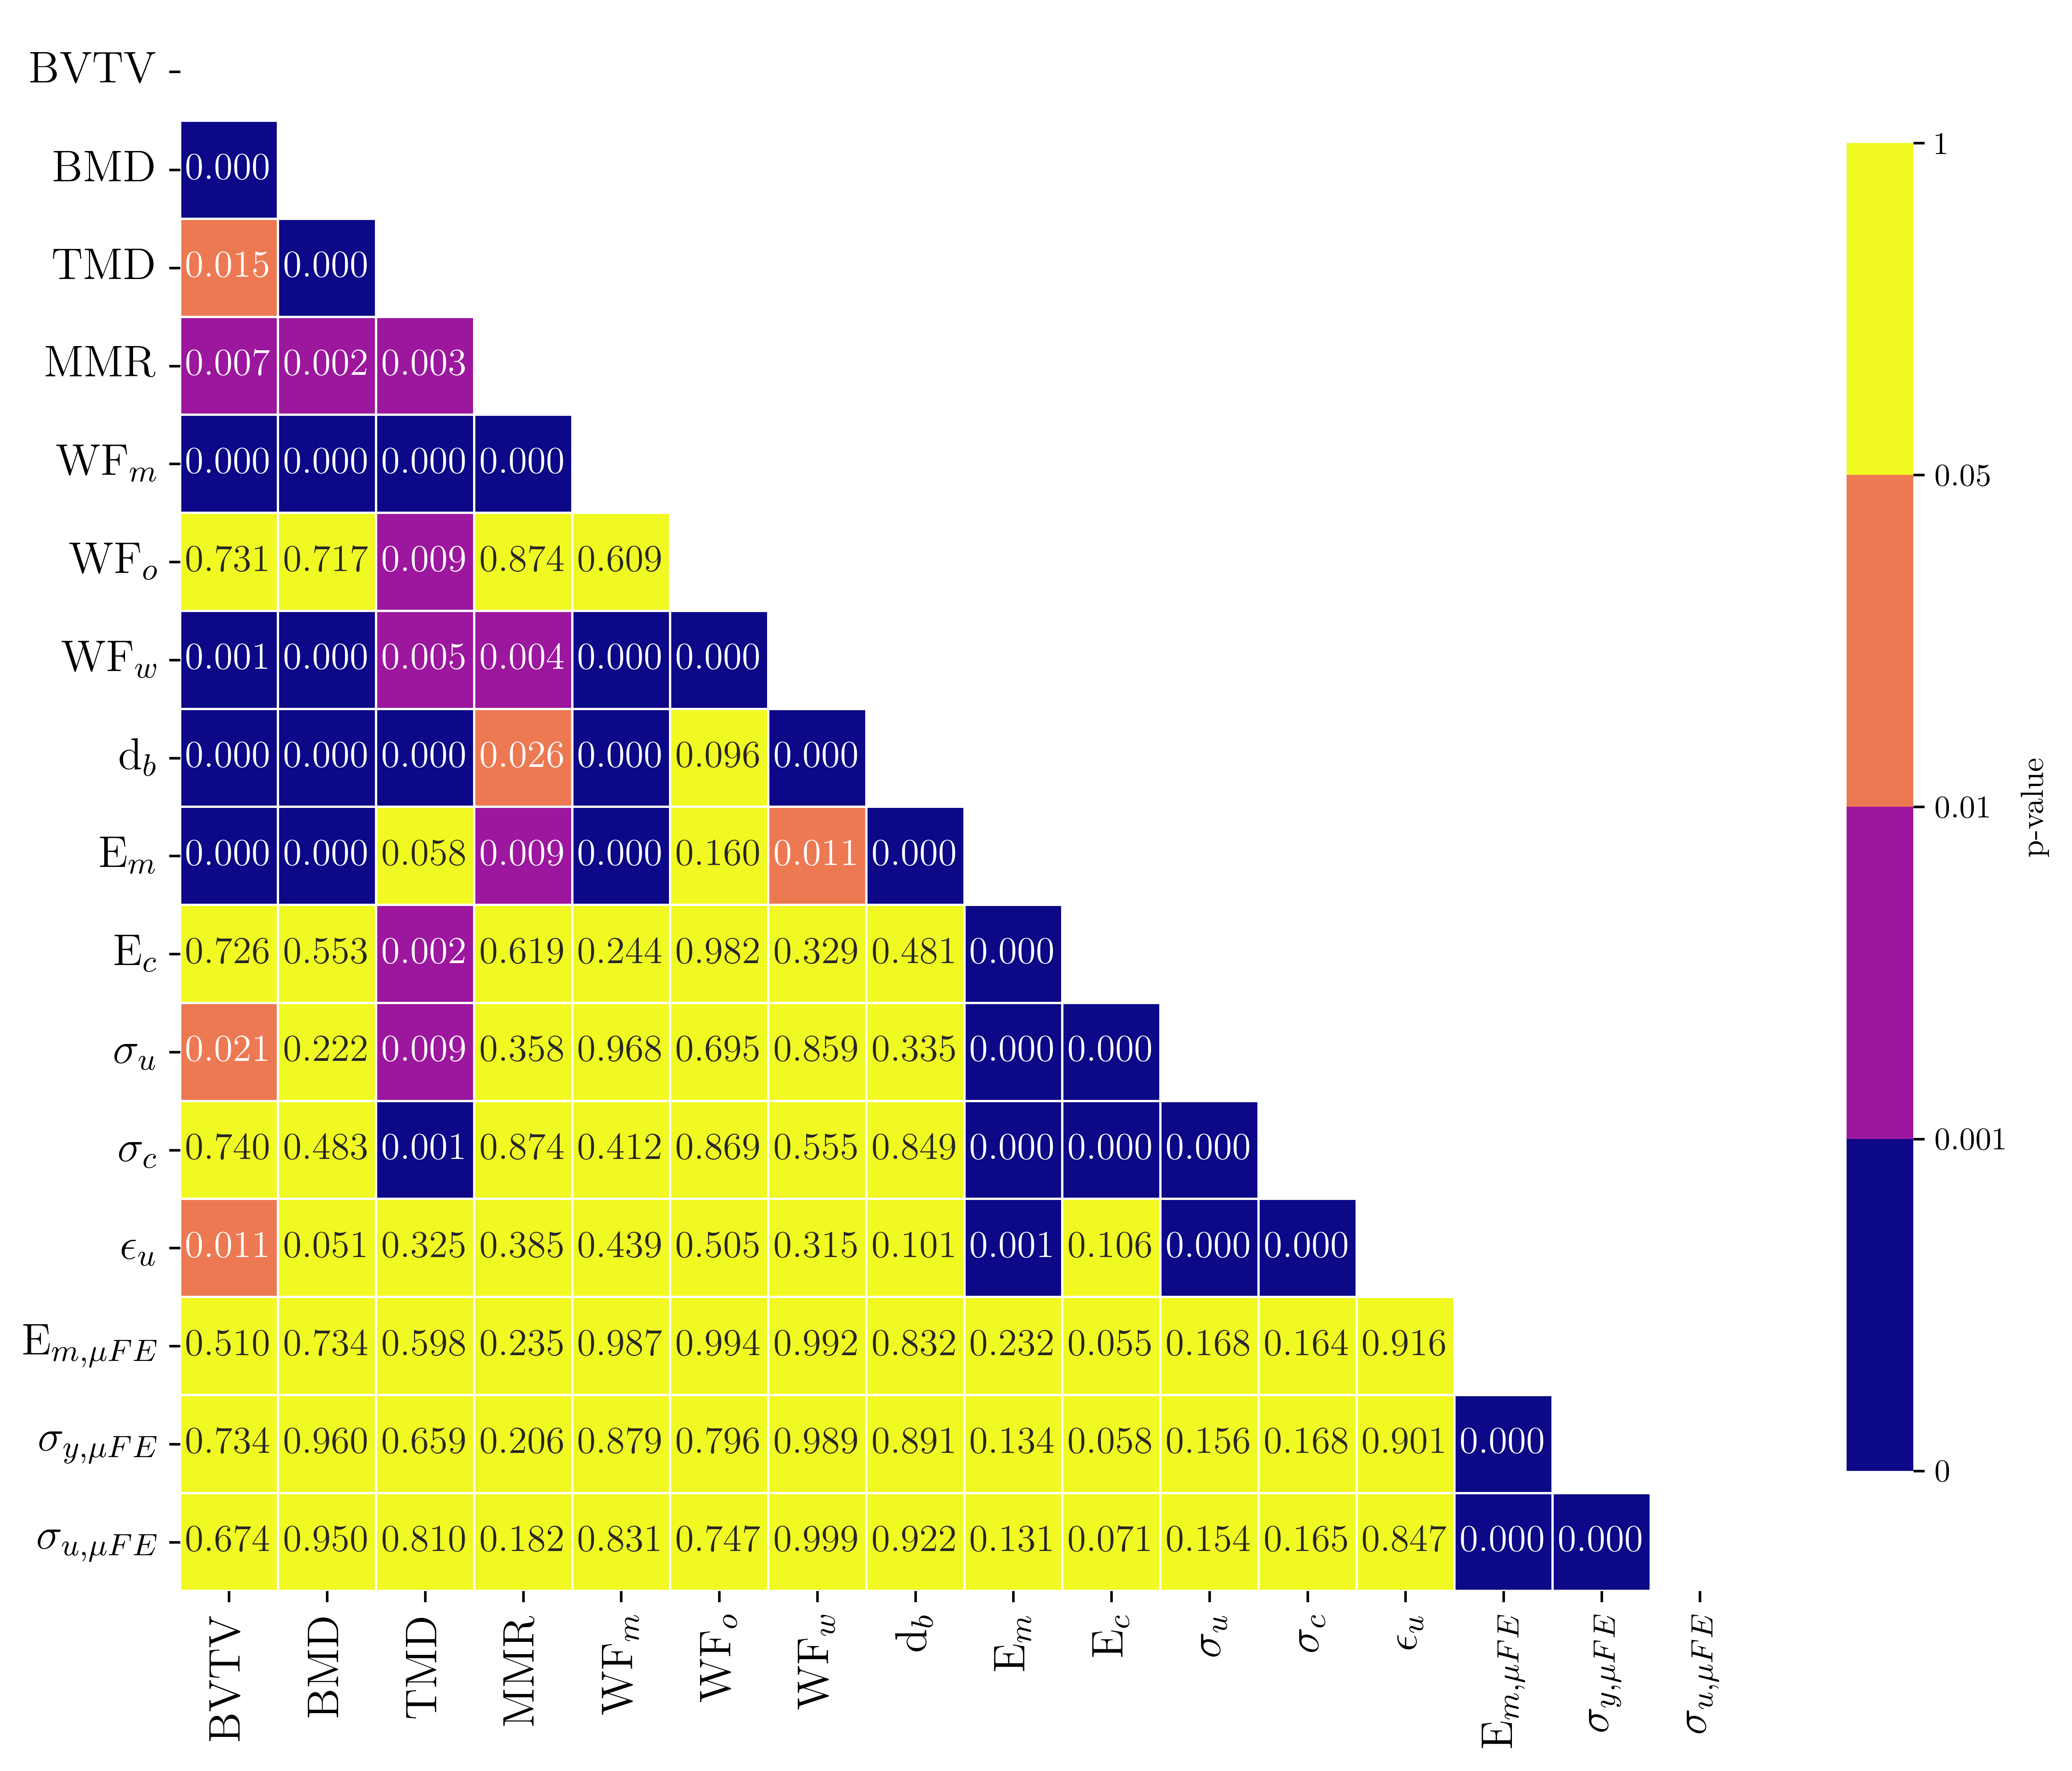 BVTV
BMD 0.000
TMD 0.015 0.000
MMR 0.007 0.002 0.003
WF_m 0.000 0.000 0.000 0.000
WF_o 0.731 0.717 0.009 0.874 0.609
WF_w 0.001 0.000 0.005 0.004 0.000 0.000
d_b 0.000 0.000 0.000 0.026 0.000 0.096 0.000
E_m 0.000 0.000 0.058 0.009 0.000 0.160 0.011 0.000
E_c 0.726 0.553 0.002 0.619 0.244 0.982 0.329 0.481 0.000
σ_u 0.021 0.222 0.009 0.358 0.968 0.695 0.859 0.335 0.000 0.000
σ_c 0.740 0.483 0.001 0.874 0.412 0.869 0.555 0.849 0.000 0.000 0.000
ϵ_u 0.011 0.051 0.325 0.385 0.439 0.505 0.315 0.101 0.001 0.106 0.000 0.000
E_{m,μFE} 0.510 0.734 0.598 0.235 0.987 0.994 0.992 0.832 0.232 0.055 0.168 0.164 0.916
σ_{y,μFE} 0.734 0.960 0.659 0.206 0.879 0.796 0.989 0.891 0.134 0.058 0.156 0.168 0.901 0.000
σ_{u,μFE} 0.674 0.950 0.810 0.182 0.831 0.747 0.999 0.922 0.131 0.071 0.154 0.165 0.847 0.000 0.000
BVTV BMD TMD MMR WF_m WF_o WF_w d_b E_m E_c σ_u σ_c ϵ_u E_{m,μFE} σ_{y,μFE} σ_{u,μFE}
1
0.05
0.01
0.001
0
p-value